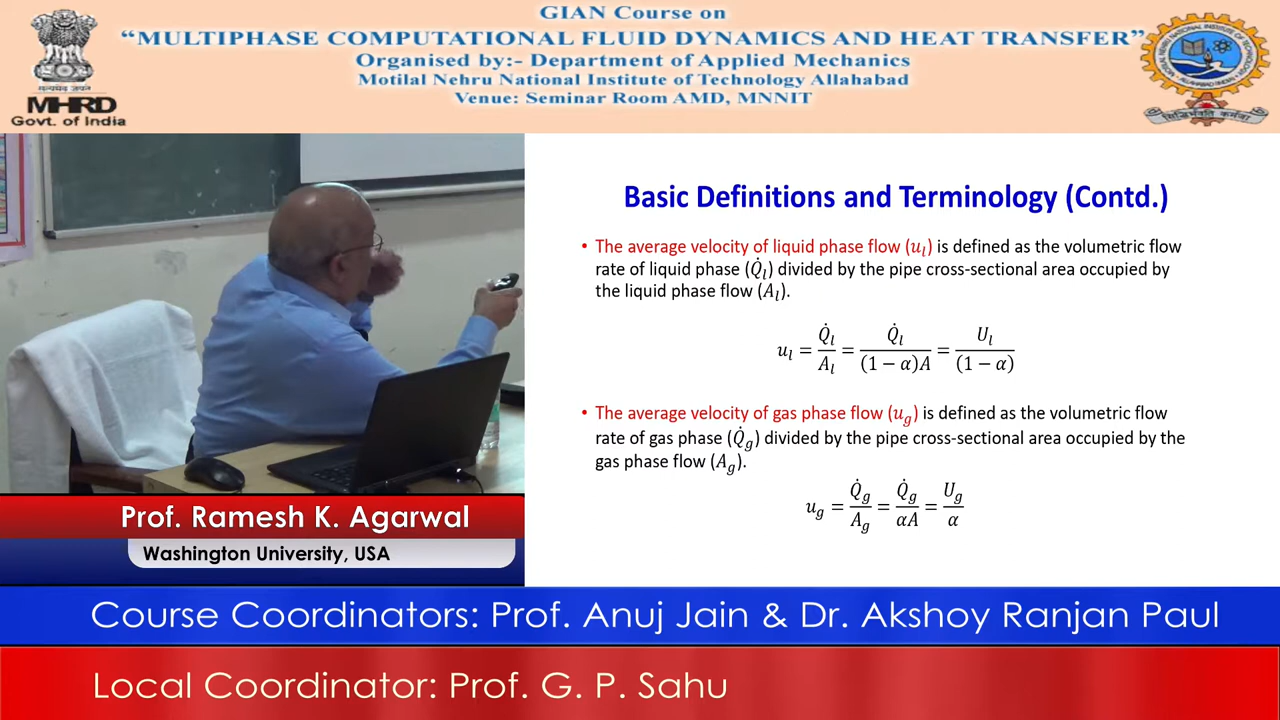 GIAN Course on
“MULTIPHASE COMPUTATIONAL FLUID DYNAMICS AND HEAT TRANSFER”
Organised by:- Department of Applied Mechanics
Motilal Nehru National Institute of Technology Allahabad
Venue: Seminar Room AMD, MNNIT
सत्यमेव जयते
MHRD
Govt. of India
Basic Definitions and Terminology (Contd.)
• The average velocity of liquid phase flow (u_l) is defined as the volumetric flow
rate of liquid phase (Q̇_l) divided by the pipe cross-sectional area occupied by
the liquid phase flow (A_l).
u_l = Q̇_l / A_l = Q̇_l / (1 − α)A = U_l / (1 − α)
• The average velocity of gas phase flow (u_g) is defined as the volumetric flow
rate of gas phase (Q̇_g) divided by the pipe cross-sectional area occupied by the
gas phase flow (A_g).
u_g = Q̇_g / A_g = Q̇_g / αA = U_g / α
Prof. Ramesh K. Agarwal
Washington University, USA
Course Coordinators: Prof. Anuj Jain & Dr. Akshoy Ranjan Paul
Local Coordinator: Prof. G. P. Sahu